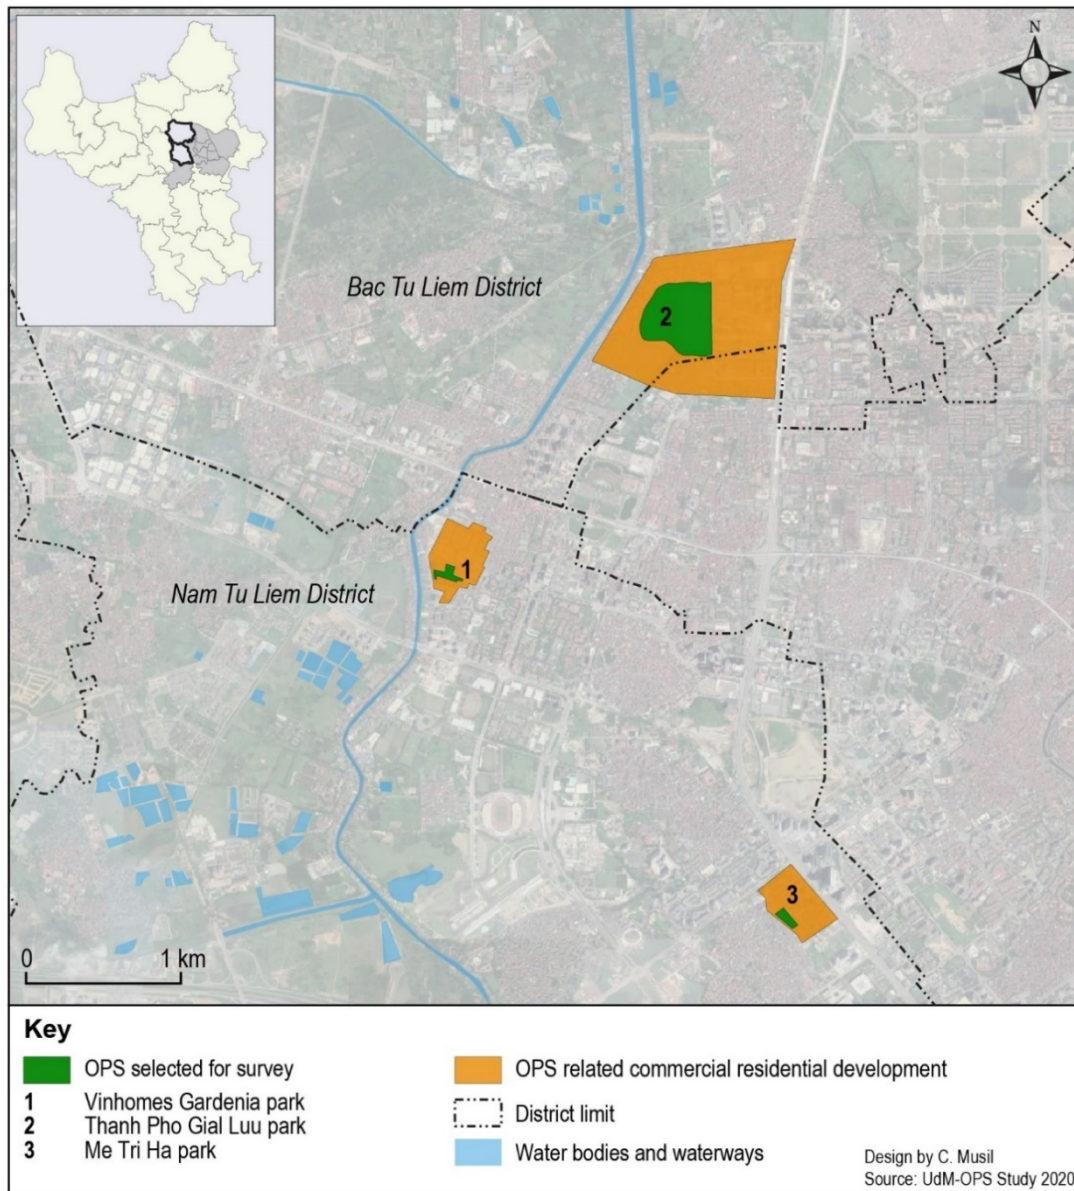 N
Bac Tu Liem District
2
1
Nam Tu Liem District
3
0 1 km
Key
OPS selected for survey
1 Vinhomes Gardenia park
2 Thanh Pho Gial Luu park
3 Me Tri Ha park
OPS related commercial residential development
District limit
Water bodies and waterways
Design by C. Musil
Source: UdM-OPS Study 2020